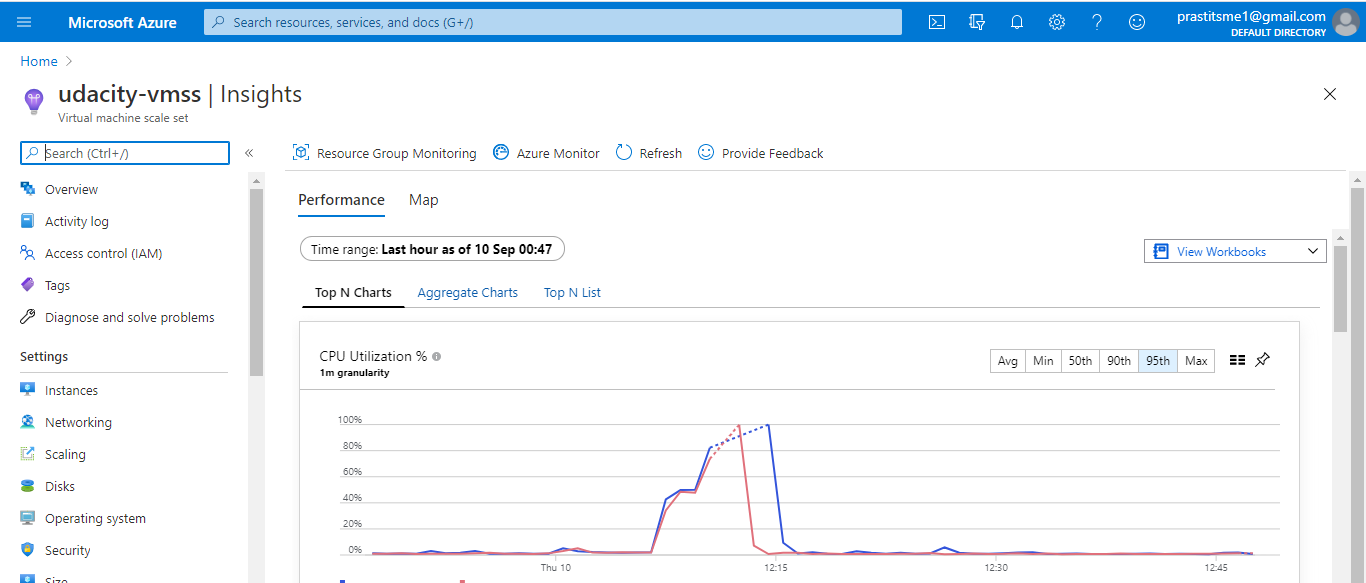 Microsoft Azure
Search resources, services, and docs (G+/)
prastitsme1@gmail.com
DEFAULT DIRECTORY
Home
udacity-vmss | Insights
Virtual machine scale set
Search (Ctrl+/)
Resource Group Monitoring
Azure Monitor
Refresh
Provide Feedback
Overview
Activity log
Access control (IAM)
Tags
Diagnose and solve problems
Settings
Instances
Networking
Scaling
Disks
Operating system
Security
Size
Performance
Map
Time range: Last hour as of 10 Sep 00:47
View Workbooks
Top N Charts
Aggregate Charts
Top N List
CPU Utilization %
1m granularity
Avg
Min
50th
90th
95th
Max
100%
80%
60%
40%
20%
0%
Thu 10
12:15
12:30
12:45